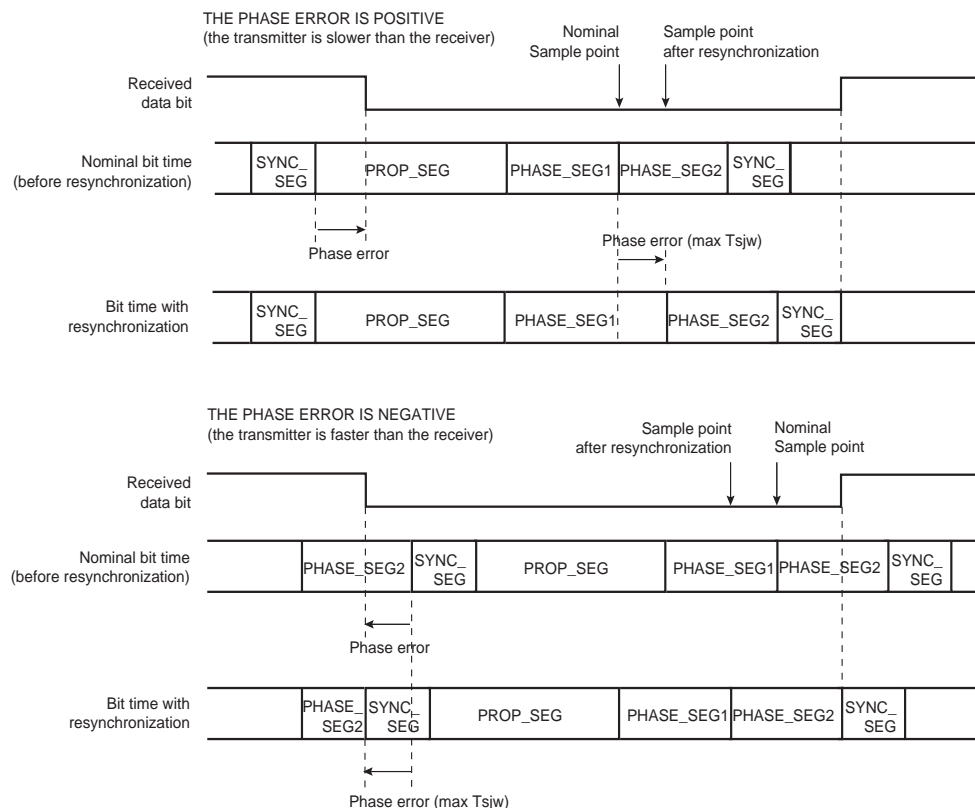 THE PHASE ERROR IS POSITIVE
(the transmitter is slower than the receiver)
Nominal
Sample point
Sample point
after resynchronization
Received
data bit
Nominal bit time
(before resynchronization)
SYNC_
SEG
PROP_SEG
PHASE_SEG1
PHASE_SEG2
SYNC_
SEG
Phase error
Phase error (max Tsjw)
Bit time with
resynchronization
SYNC_
SEG
PROP_SEG
PHASE_SEG1
PHASE_SEG2
SYNC_
SEG
THE PHASE ERROR IS NEGATIVE
(the transmitter is faster than the receiver)
Sample point
after resynchronization
Nominal
Sample point
Received
data bit
Nominal bit time
(before resynchronization)
PHASE_SEG2
SYNC_
SEG
PROP_SEG
PHASE_SEG1
PHASE_SEG2
SYNC_
SEG
Phase error
Bit time with
resynchronization
PHASE_
SEG2
SYNC_
SEG
PROP_SEG
PHASE_SEG1
PHASE_SEG2
SYNC_
SEG
Phase error (max Tsjw)